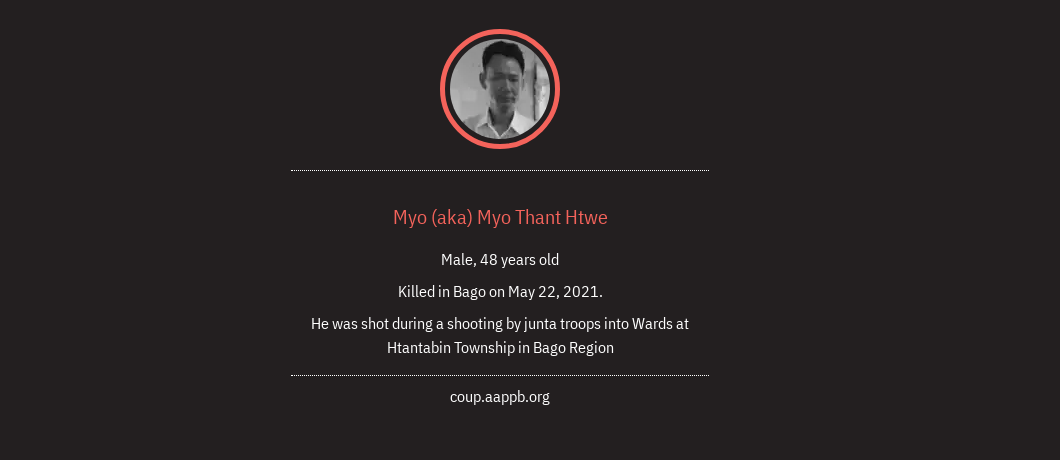 Myo (aka) Myo Thant Htwe
Male, 48 years old
Killed in Bago on May 22, 2021.
He was shot during a shooting by junta troops into Wards at
Htantabin Township in Bago Region
coup.aappb.org